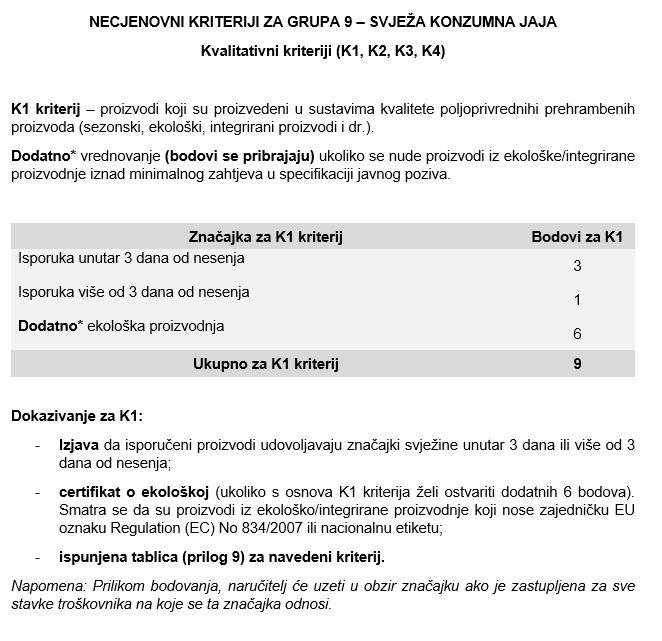 NECJENOVNI KRITERIJI ZA GRUPA 9 – SVJEŽA KONZUMNA JAJA
Kvalitativni kriteriji (K1, K2, K3, K4)
K1 kriterij – proizvodi koji su proizvedeni u sustavima kvalitete poljoprivrednih prehrambenih
proizvoda (sezonski, ekološki, integrirani proizvodi i dr.).
Dodatno* vrednovanje (bodovi se pribrajaju) ukoliko se nude proizvodi iz ekološke/integrirane
proizvodnje iznad minimalnog zahtjeva u specifikaciji javnog poziva.
Značajka za K1 kriterij Bodovi za K1
Isporuka unutar 3 dana od nesenja 3
Isporuka više od 3 dana od nesenja 1
Dodatno* ekološka proizvodnja 6
Ukupno za K1 kriterij 9
Dokazivanje za K1:
- Izjava da isporučeni proizvodi udovoljavaju značajki svježine unutar 3 dana ili više od 3
dana od nesenja;
- certifikat o ekološkoj (ukoliko s osnova K1 kriterija želi ostvariti dodatnih 6 bodova).
Smatra se da su proizvodi iz ekološko/integrirane proizvodnje koji nose zajedničku EU
oznaku Regulation (EC) No 834/2007 ili nacionalnu etiketu;
- ispunjena tablica (prilog 9) za navedeni kriterij.
Napomena: Prilikom bodovanja, naručitelj će uzeti u obzir značajku ako je zastupljena za sve
stavke troškovnika na koje se ta značajka odnosi.